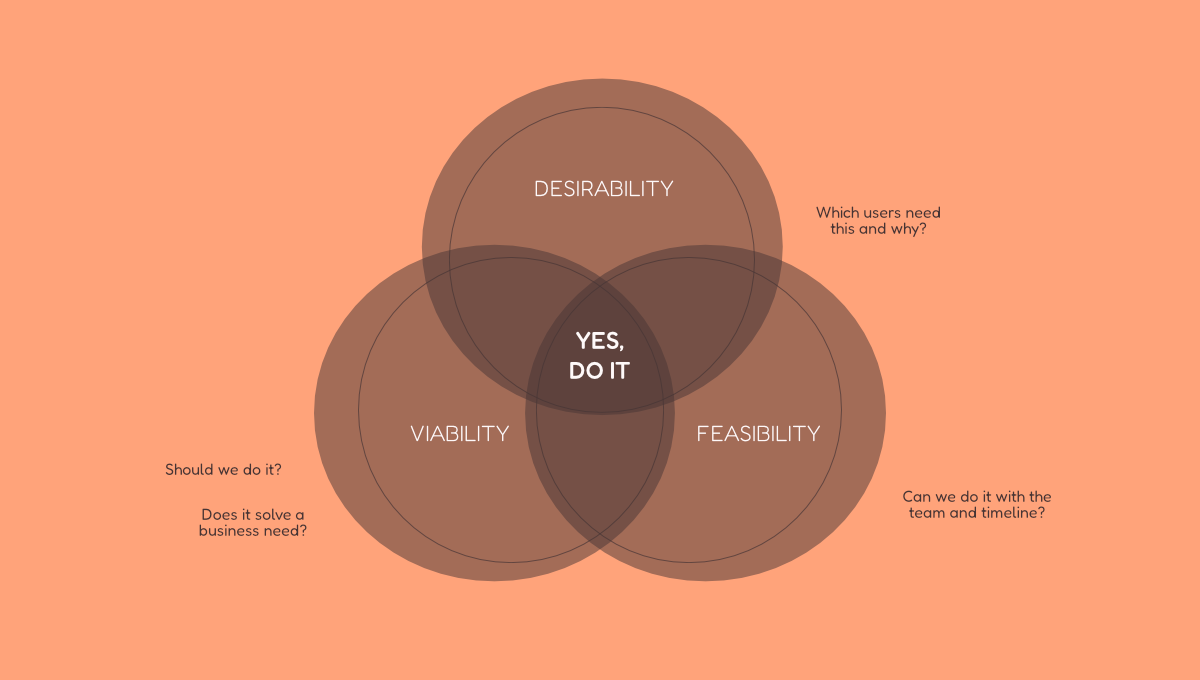 DESIRABILITY
Which users need
this and why?
YES,
DO IT
VIABILITY
FEASIBILITY
Should we do it?
Does it solve a
business need?
Can we do it with the
team and timeline?